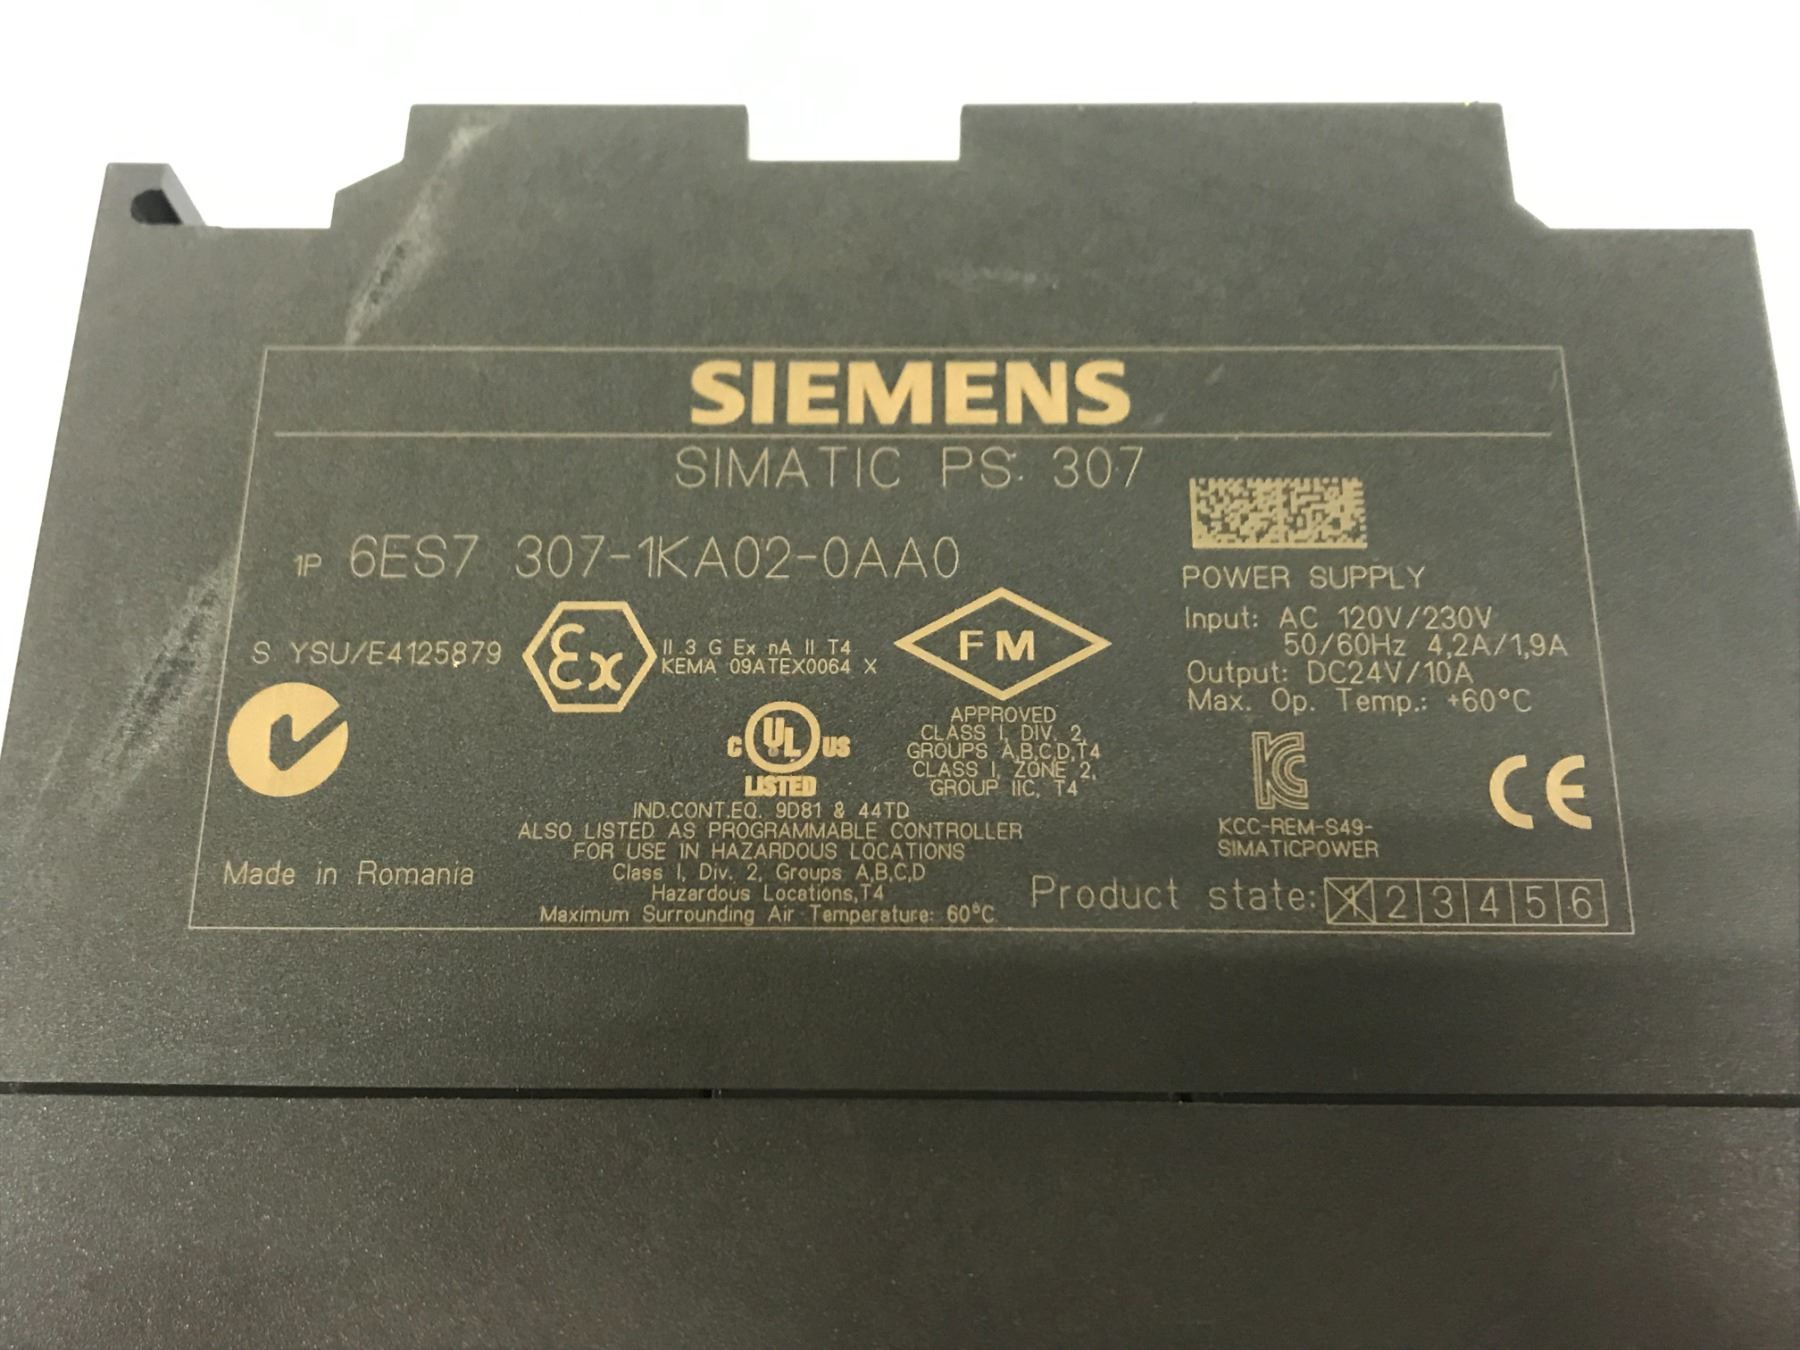 SIEMENS
SIMATIC PS 307
1P 6ES7 307-1KA02-0AA0
S YSU/E4125879
Ex
II 3 G Ex nA II T4
KEMA 09ATEX0064 X
FM
APPROVED
CLASS I, DIV. 2,
GROUPS A,B,C,D,T4
CLASS I, ZONE 2,
GROUP IIC, T4
C UL US
LISTED
IND.CONT.EQ. 9D81 & 44TD
ALSO LISTED AS PROGRAMMABLE CONTROLLER
FOR USE IN HAZARDOUS LOCATIONS
Class I, Div. 2, Groups A,B,C,D
Hazardous Locations,T4
Maximum Surrounding Air Temperature: 60°C
Made in Romania
POWER SUPPLY
Input: AC 120V/230V
50/60Hz 4,2A/1,9A
Output: DC24V/10A
Max. Op. Temp.: +60°C
KC
KCC-REM-S49-
SIMATICPOWER
CE
Product state: 1 2 3 4 5 6